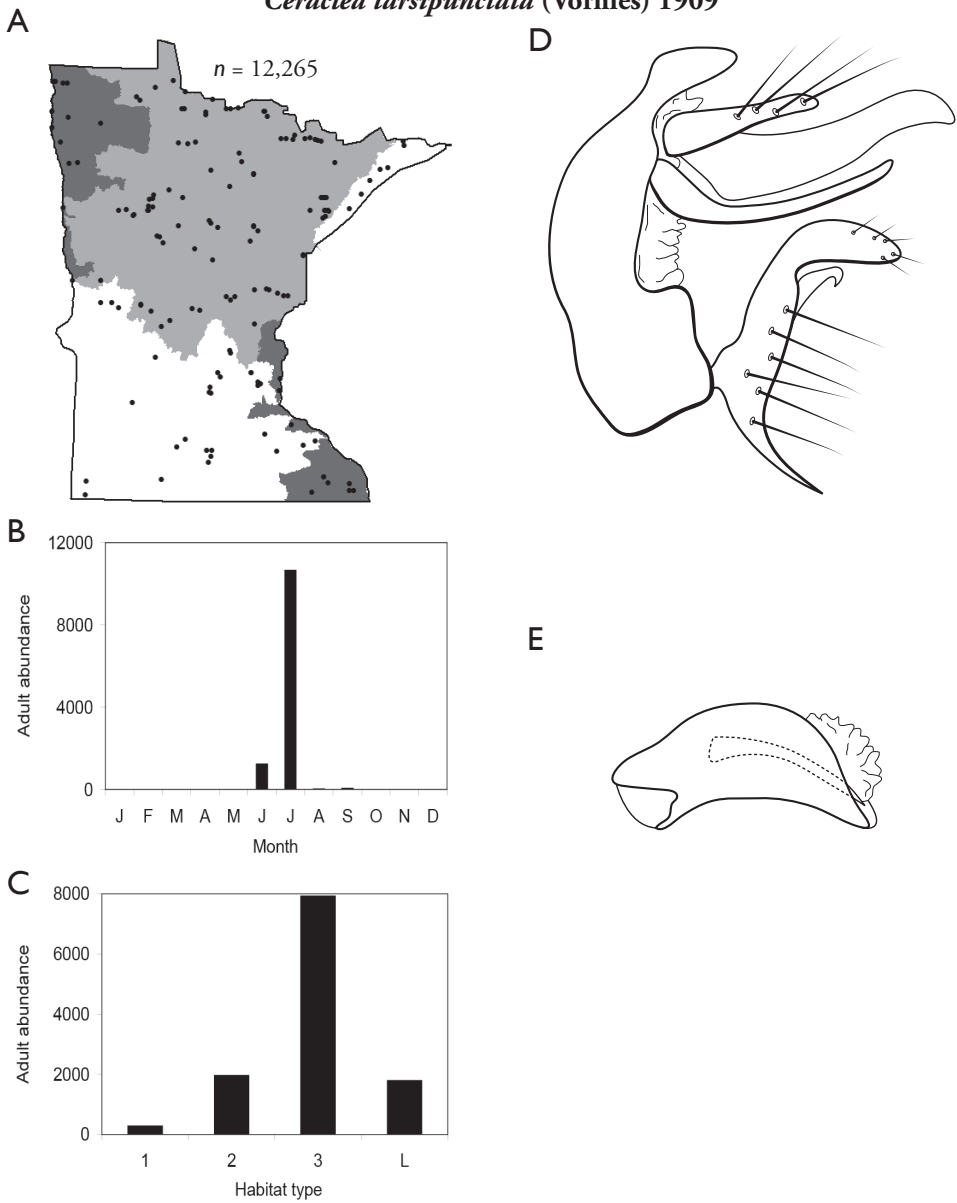 Ceraclea tarsipunctata (Vorhies) 1909
A
n = 12,265
D
B
12000
8000
4000
0
Adult abundance
J F M A M J J A S O N D
Month
E
C
8000
6000
4000
2000
0
Adult abundance
1 2 3 L
Habitat type